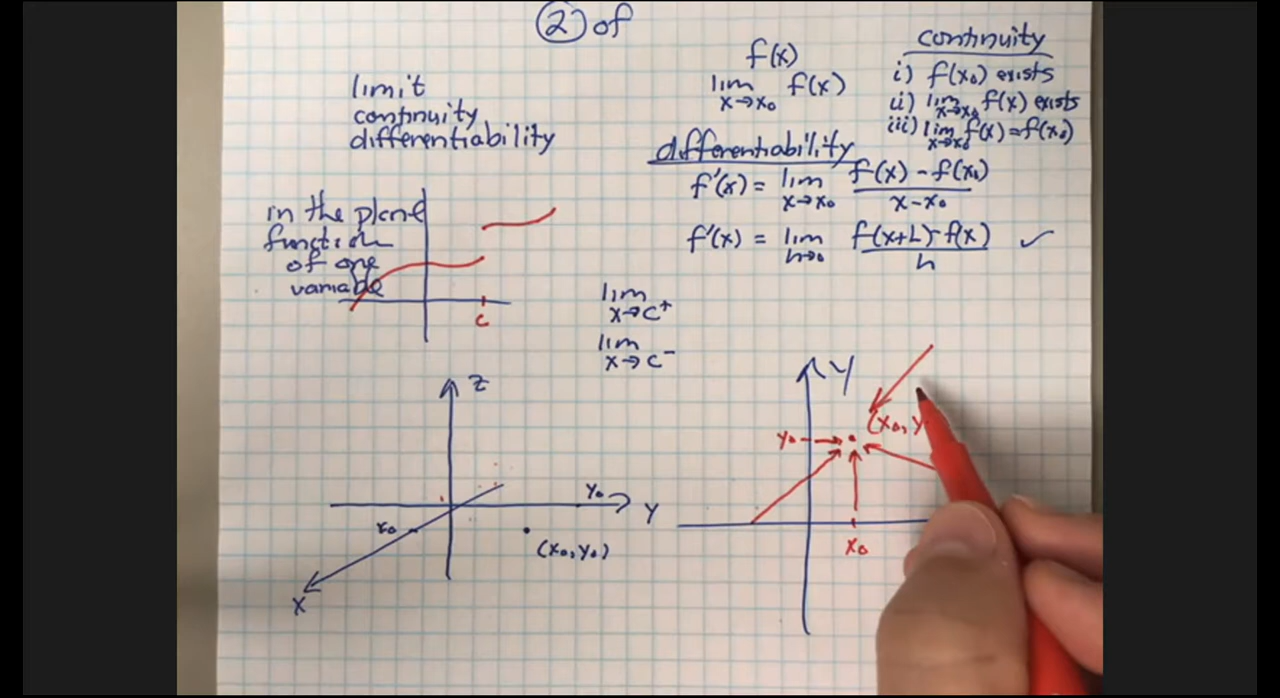 ② of
limit
continuity
differentiability
f(x)
lim f(x)
x→x₀
continuity
i) f(x₀) exists
ii) lim f(x) exists
x→x₀
iii) lim f(x) = f(x₀)
x→x₀
differentiability
f'(x) = lim f(x) - f(x₀)
x→x₀ x - x₀
f'(x) = lim f(x+h) - f(x) ✓
h→0 h
in the plane
function
of one
variable
c
lim
x→c⁺
lim
x→c⁻
z
y₀
Y
x₀
(x₀, y₀)
X
Y
(x₀, y
y₀
x₀